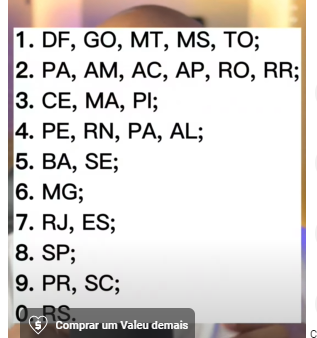 1. DF, GO, MT, MS, TO;
2. PA, AM, AC, AP, RO, RR;
3. CE, MA, PI;
4. PE, RN, PA, AL;
5. BA, SE;
6. MG;
7. RJ, ES;
8. SP;
9. PR, SC;
0. RS.
S Comprar um Valeu demais
c